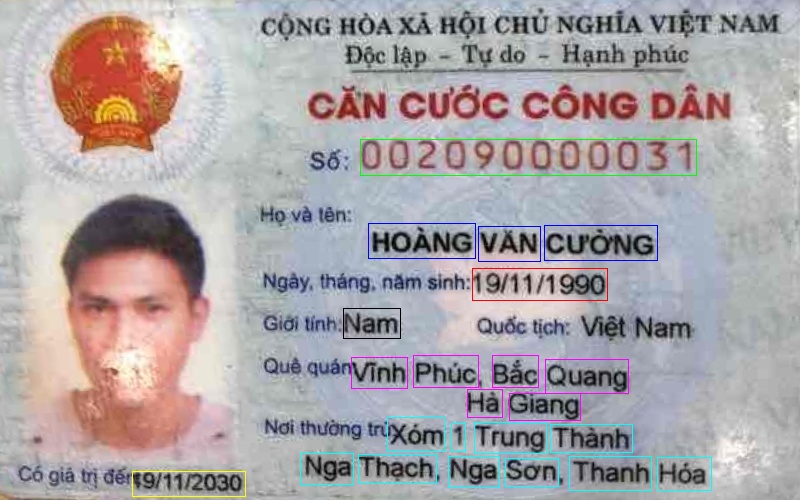 CỘNG HÒA XÃ HỘI CHỦ NGHĨA VIỆT NAM
Độc lập - Tự do - Hạnh phúc
CĂN CƯỚC CÔNG DÂN
Số: 002090000031
Họ và tên:
HOÀNG VĂN CƯỜNG
Ngày, tháng, năm sinh: 19/11/1990
Giới tính: Nam Quốc tịch: Việt Nam
Quê quán Vĩnh Phúc, Bắc Quang
Hà Giang
Nơi thường trú Xóm 1 Trung Thành
Nga Thạch, Nga Sơn, Thanh Hóa
Có giá trị đến 19/11/2030